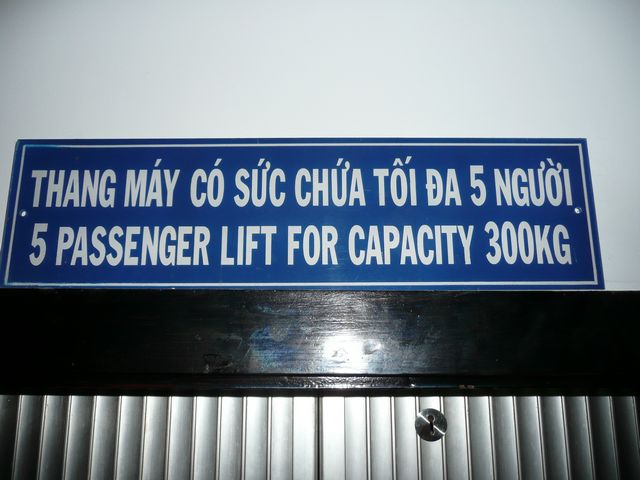 THANG MÁY CÓ SỨC CHỨA TỐI ĐA 5 NGƯỜI
5 PASSENGER LIFT FOR CAPACITY 300KG